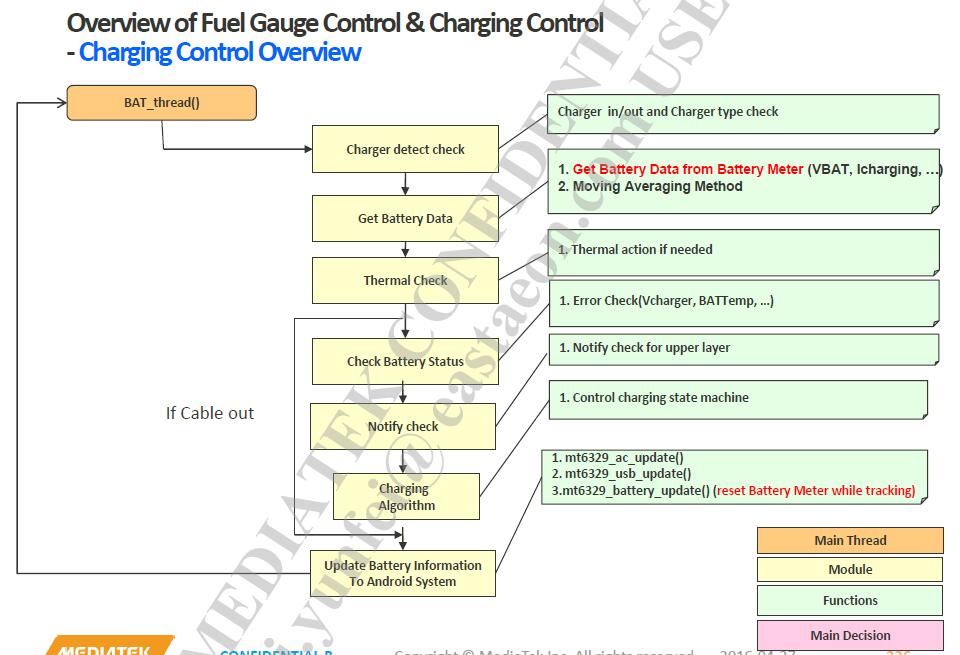 Overview of Fuel Gauge Control & Charging Control
- Charging Control Overview
BAT_thread()
Charger detect check
Charger in/out and Charger type check
Get Battery Data
1. Get Battery Data from Battery Meter (VBAT, Icharging, …)
2. Moving Averaging Method
Thermal Check
1. Thermal action if needed
Check Battery Status
1. Error Check(Vcharger, BATTemp, ...)
Notify check
1. Notify check for upper layer
If Cable out
Charging
Algorithm
1. Control charging state machine
Update Battery Information
To Android System
1. mt6329_ac_update()
2. mt6329_usb_update()
3.mt6329_battery_update() (reset Battery Meter while tracking)
Main Thread
Module
Functions
Main Decision
MEDIATEK CONFIDENTIA
i.yunfei@eastaeon.com USE
MEDIATEK
CONFIDENTIAL B
Copyright © MediaTek Inc. All rights reserved
2016-04-27
226